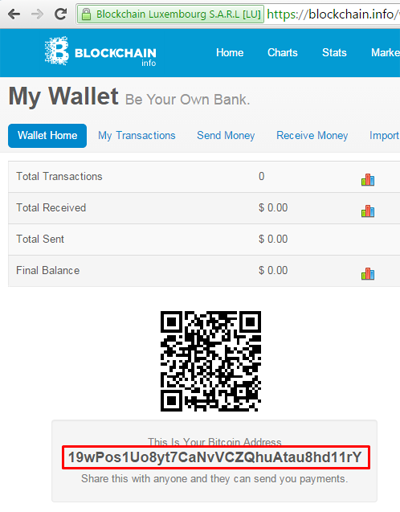 Blockchain Luxembourg S.A.R.L [LU] https://blockchain.info/
BLOCKCHAIN info Home Charts Stats Marke
My Wallet Be Your Own Bank.
Wallet Home My Transactions Send Money Receive Money Import
Total Transactions 0
Total Received $ 0.00
Total Sent $ 0.00
Final Balance $ 0.00
This Is Your Bitcoin Address
19wPos1Uo8yt7CaNvVCZQhuAtau8hd11rY
Share this with anyone and they can send you payments.